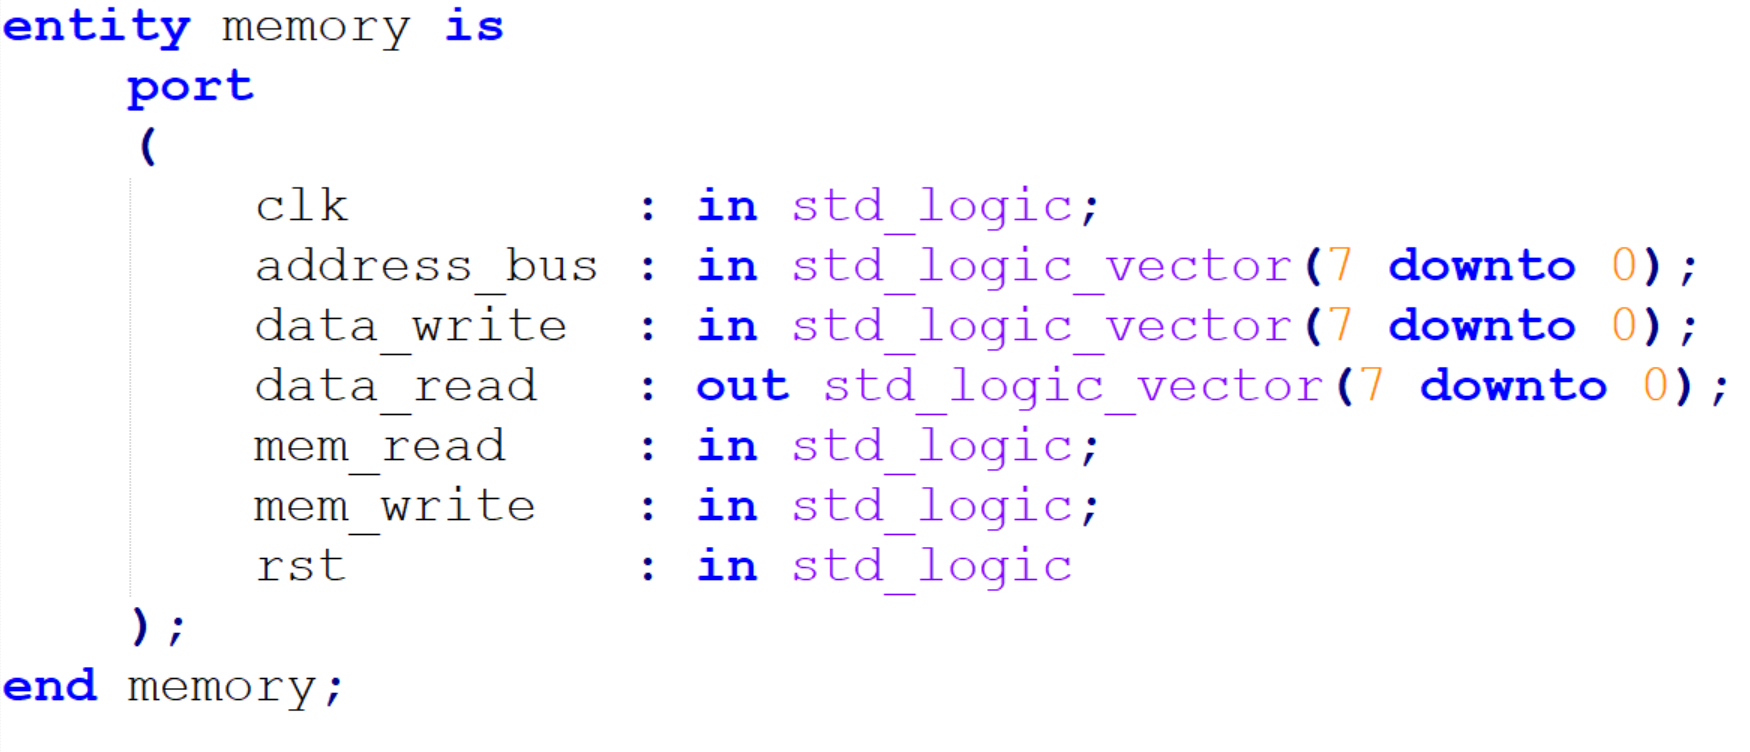 entity memory is
    port
    (
        clk         : in std_logic;
        address_bus : in std_logic_vector(7 downto 0);
        data_write  : in std_logic_vector(7 downto 0);
        data_read   : out std_logic_vector(7 downto 0);
        mem_read    : in std_logic;
        mem_write   : in std_logic;
        rst         : in std_logic
    );
end memory;